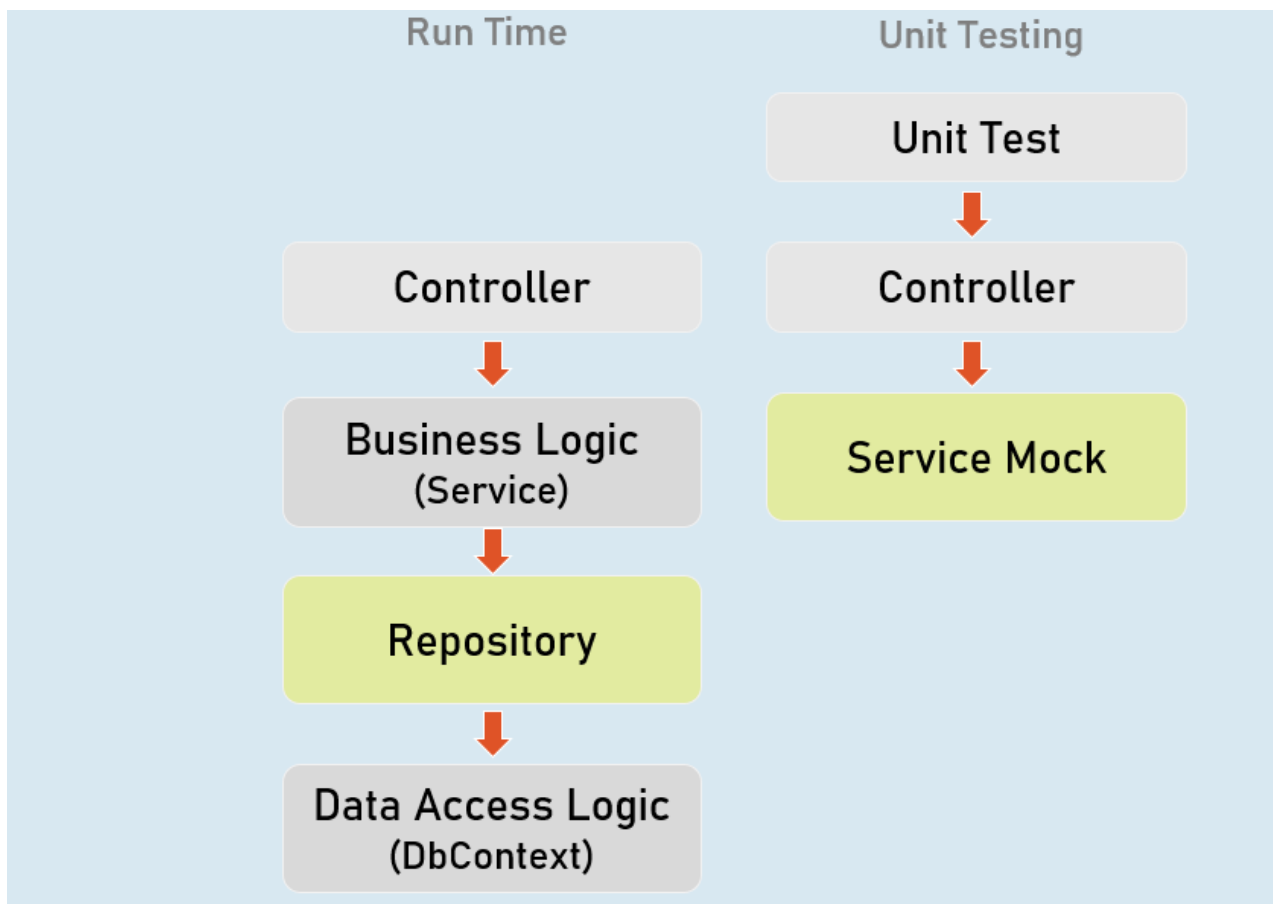 Run Time
Unit Testing
Unit Test
Controller
Controller
Business Logic
(Service)
Service Mock
Repository
Data Access Logic
(DbContext)